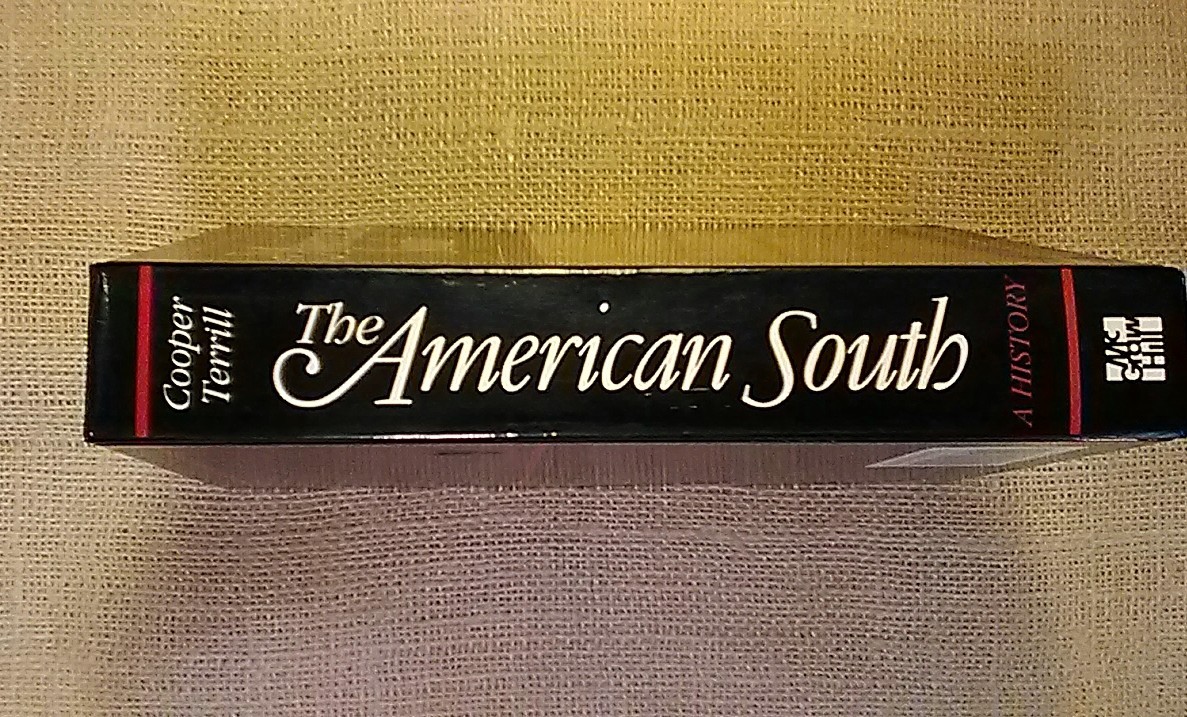 Cooper
Terrill
The American South
A HISTORY
Mc
Graw
Hill